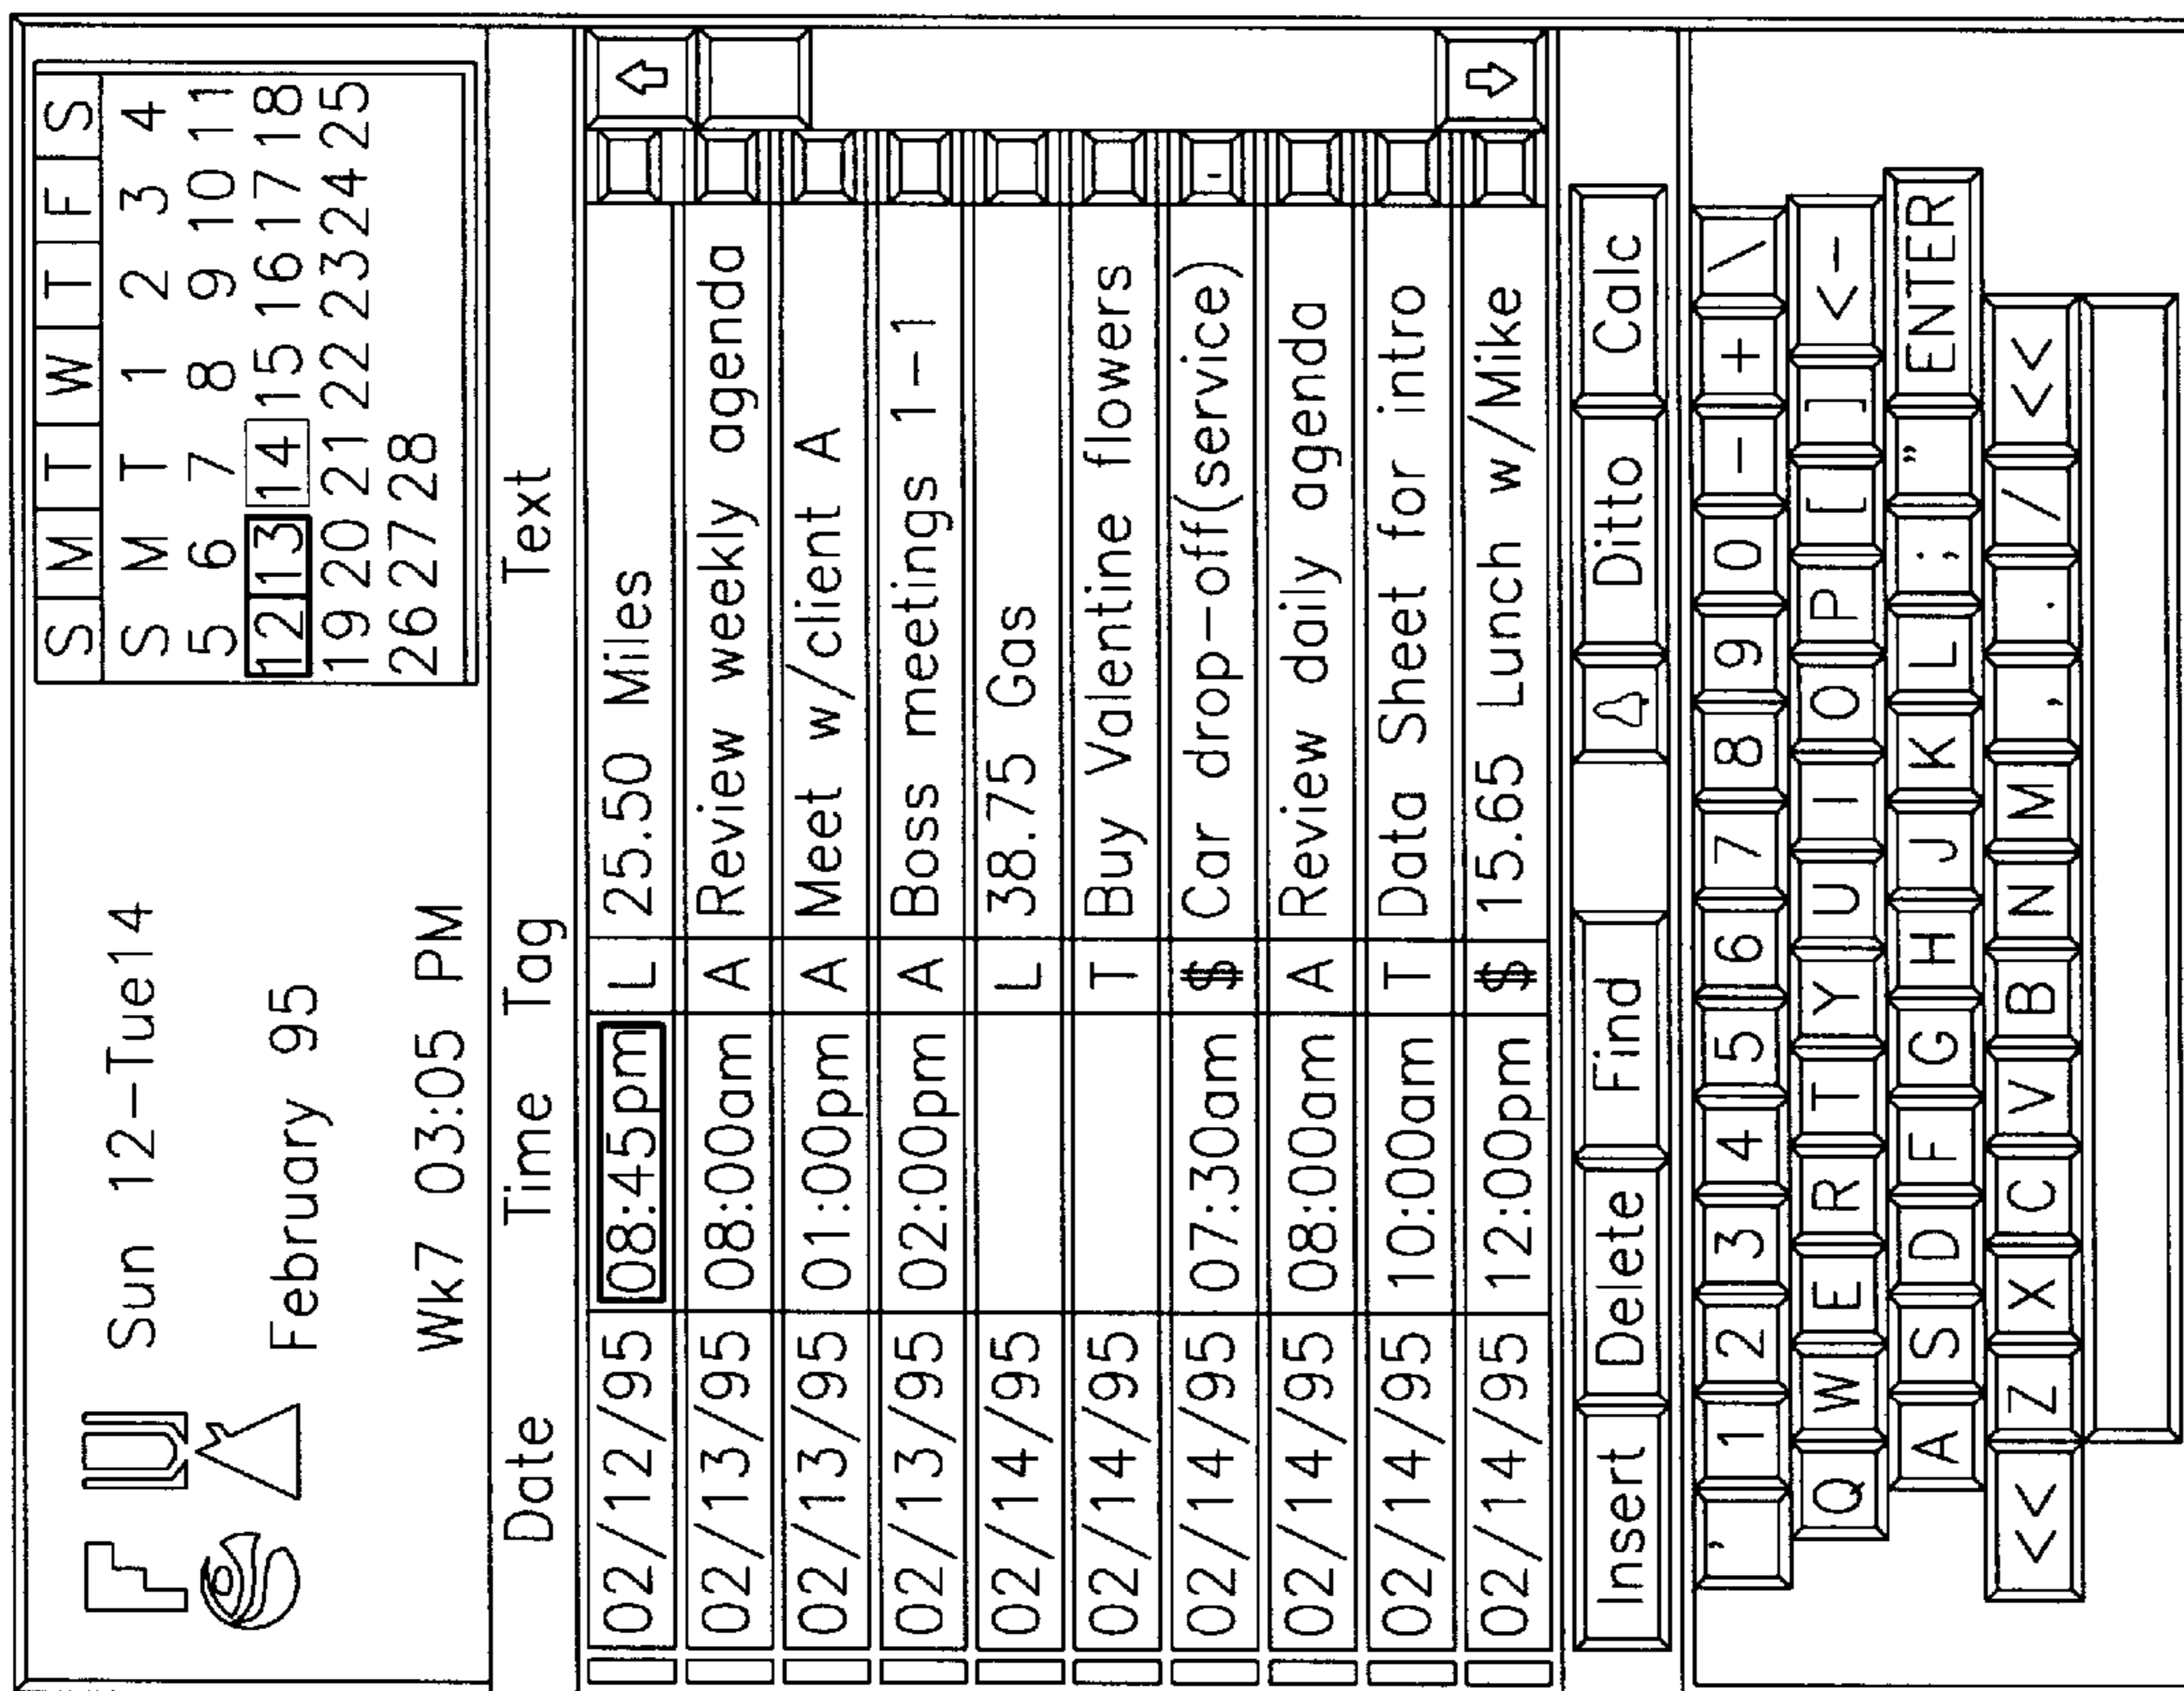 Sun 12-Tue14
February 95
Wk7 03:05 PM
S M T W T F S
S M T 1 2 3 4
5 6 7 8 9 10 11
12 13 14 15 16 17 18
19 20 21 22 23 24 25
26 27 28
Date Time Tag Text
02/12/95 08:45pm L 25.50 Miles
02/13/95 08:00am A Review weekly agenda
02/13/95 01:00pm A Meet w/client A
02/13/95 02:00pm A Boss meetings 1-1
02/14/95 L 38.75 Gas
02/14/95 T Buy Valentine flowers
02/14/95 07:30am $ Car drop-off(service)
02/14/95 08:00am A Review daily agenda
02/14/95 10:00am T Data Sheet for intro
02/14/95 12:00pm $ 15.65 Lunch w/Mike
Insert Delete Find Ditto Calc
' 1 2 3 4 5 6 7 8 9 0 - + \
Q W E R T Y U I O P [ ] <-
A S D F G H J K L ; " ENTER
<< Z X C V B N M , . / <<